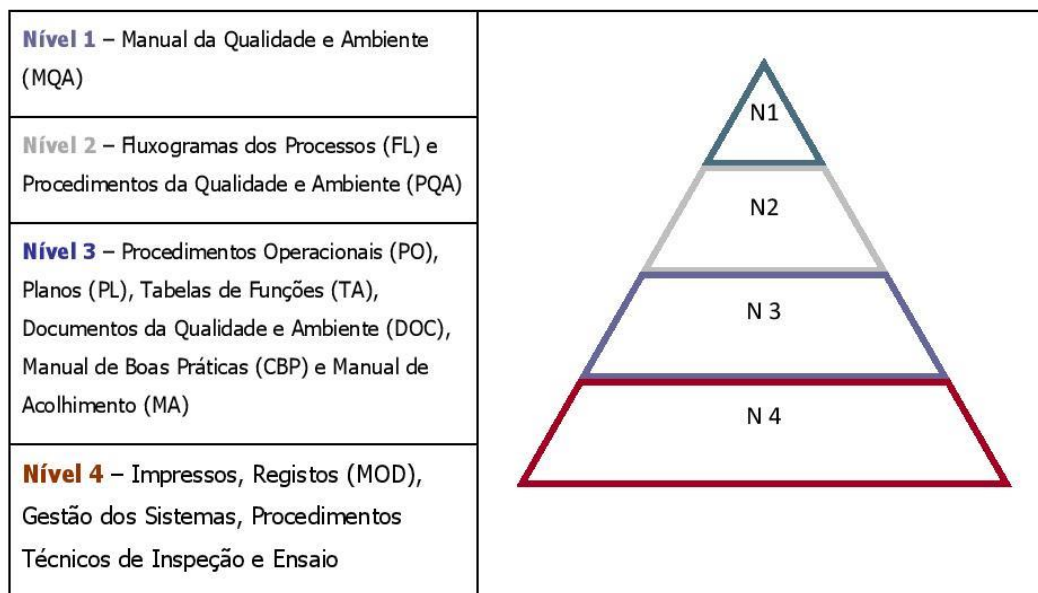 Nível 1 – Manual da Qualidade e Ambiente
(MQA)
Nível 2 – Fluxogramas dos Processos (FL) e
Procedimentos da Qualidade e Ambiente (PQA)
Nível 3 – Procedimentos Operacionais (PO),
Planos (PL), Tabelas de Funções (TA),
Documentos da Qualidade e Ambiente (DOC),
Manual de Boas Práticas (CBP) e Manual de
Acolhimento (MA)
Nível 4 – Impressos, Registos (MOD),
Gestão dos Sistemas, Procedimentos
Técnicos de Inspeção e Ensaio
N1
N2
N 3
N 4